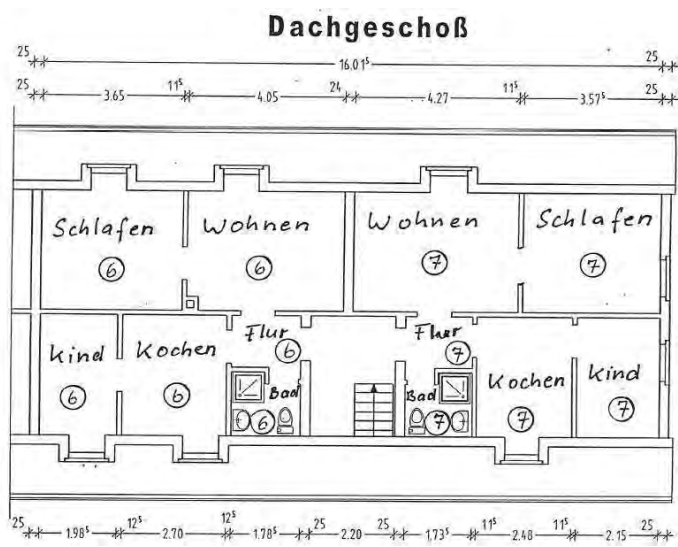 Dachgeschoß
25 16.01⁵ 25
25 3.65 11⁵ 4.05 24 4.27 11⁵ 3.57⁵ 25
Schlafen Wohnen Wohnen Schlafen
6 6 7 7
Kind Kochen Flur Flur Kochen Kind
6 6 6 7 7 7
Bad Bad
6 7
25 1.98⁵ 12⁵ 2.70 12⁵ 1.78⁵ 25 2.20 25 1.73⁵ 11⁵ 2.48 11⁵ 2.15 25